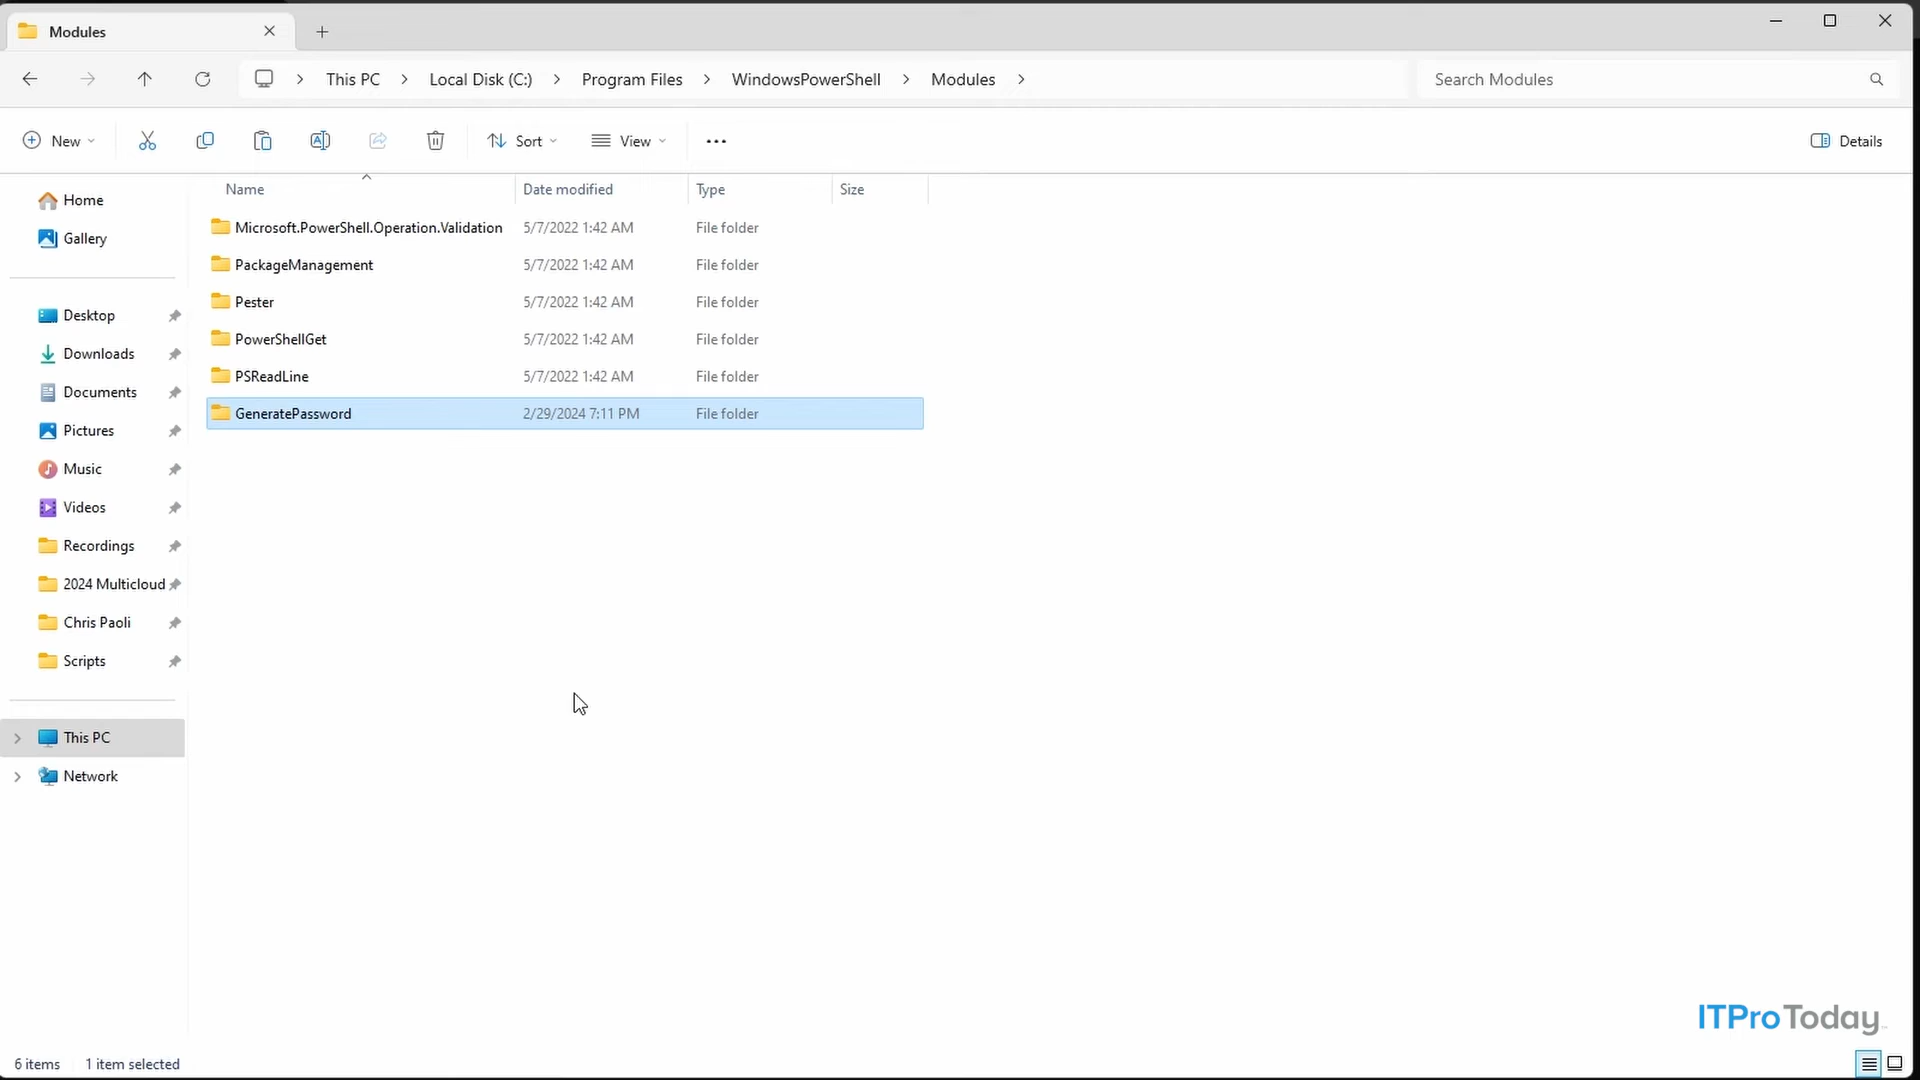 Modules
This PC Local Disk (C:) Program Files WindowsPowerShell Modules
Search Modules
New
Sort
View
Details
Name Date modified Type Size
Home
Gallery
Desktop
Downloads
Documents
Pictures
Music
Videos
Recordings
2024 Multicloud
Chris Paoli
Scripts
This PC
Network
Microsoft.PowerShell.Operation.Validation 5/7/2022 1:42 AM File folder
PackageManagement 5/7/2022 1:42 AM File folder
Pester 5/7/2022 1:42 AM File folder
PowerShellGet 5/7/2022 1:42 AM File folder
PSReadLine 5/7/2022 1:42 AM File folder
GeneratePassword 2/29/2024 7:11 PM File folder
ITProToday
6 items 1 item selected